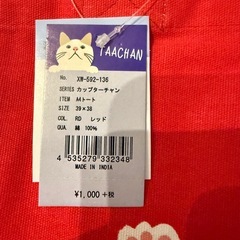 TAACHAN
No. XW-592-136
SERIES カップターチャン
ITEM A4トート
SIZE 39×38
COL. RD レッド
QUA. 綿 100%
4 535279 332348
MADE IN INDIA
¥1,000 +税